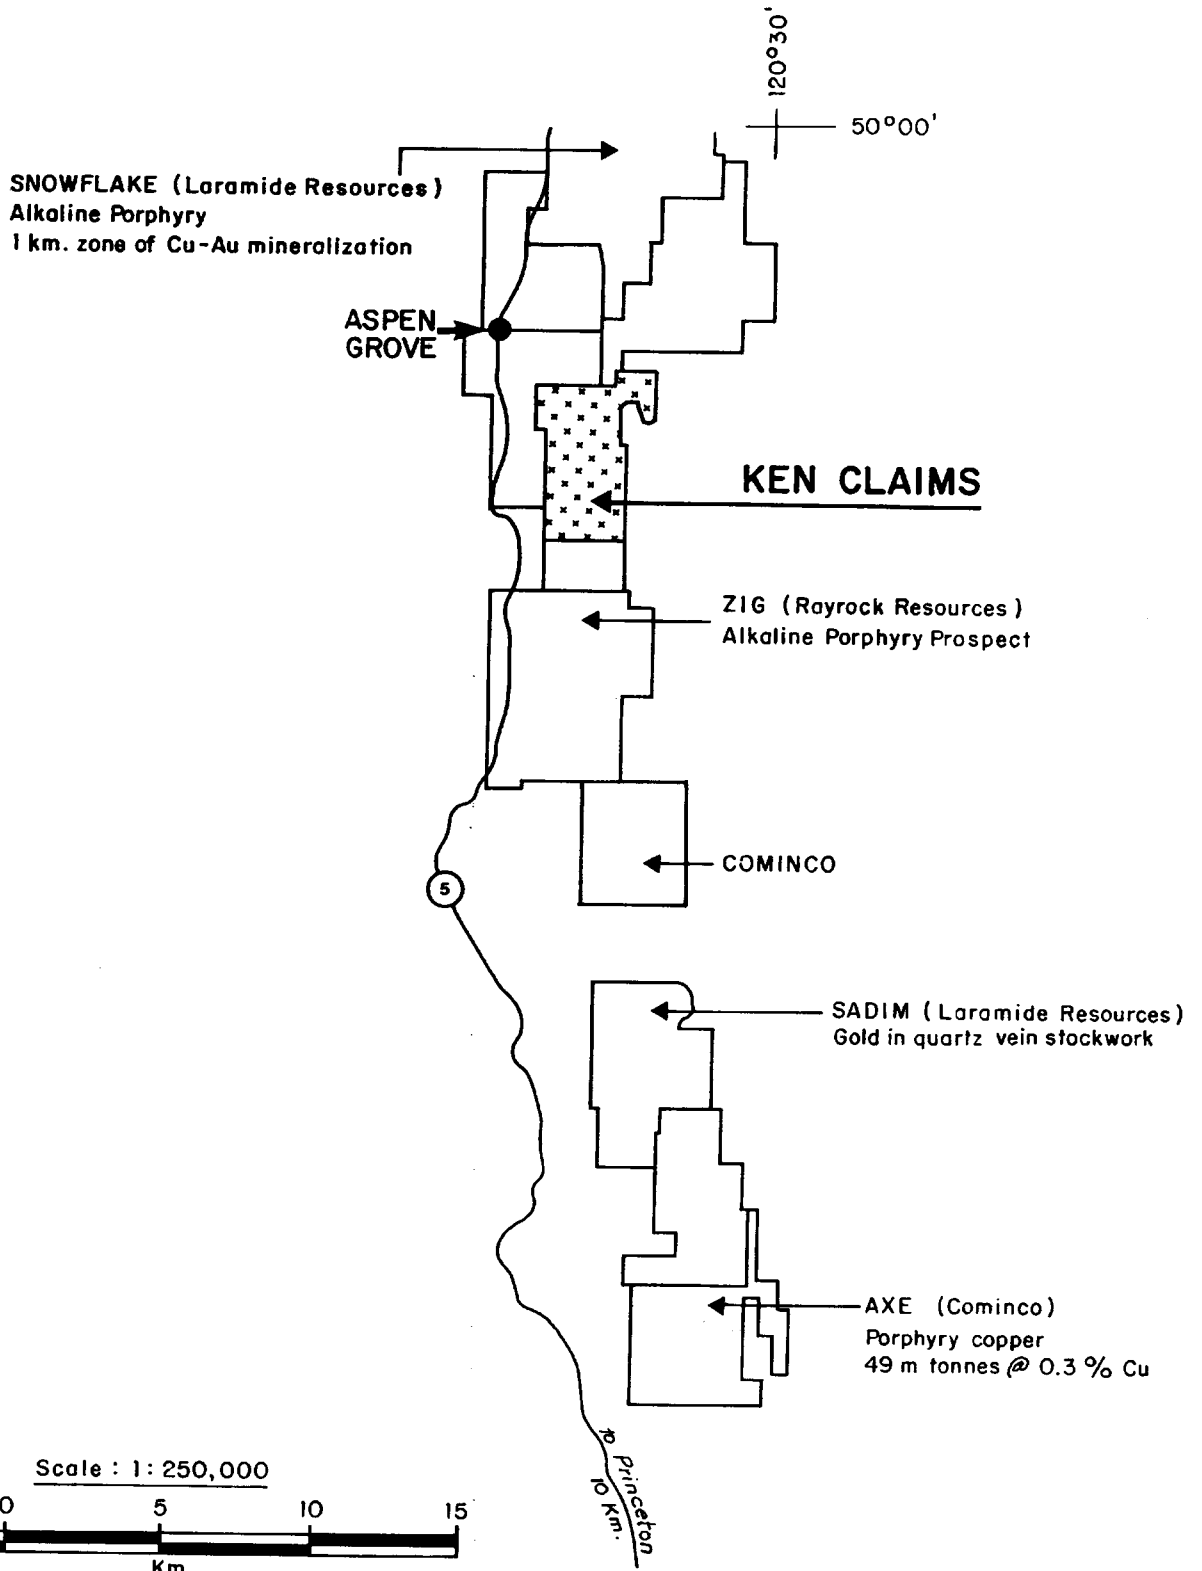 120°30'
50°00'
SNOWFLAKE (Laramide Resources)
Alkaline Porphyry
1 km. zone of Cu-Au mineralization
ASPEN
GROVE
KEN CLAIMS
ZIG (Rayrock Resources)
Alkaline Porphyry Prospect
COMINCO
5
SADIM (Laramide Resources)
Gold in quartz vein stockwork
AXE (Cominco)
Porphyry copper
49 m tonnes @ 0.3 % Cu
to Princeton
10 Km.
Scale : 1: 250,000
0 5 10 15
Km